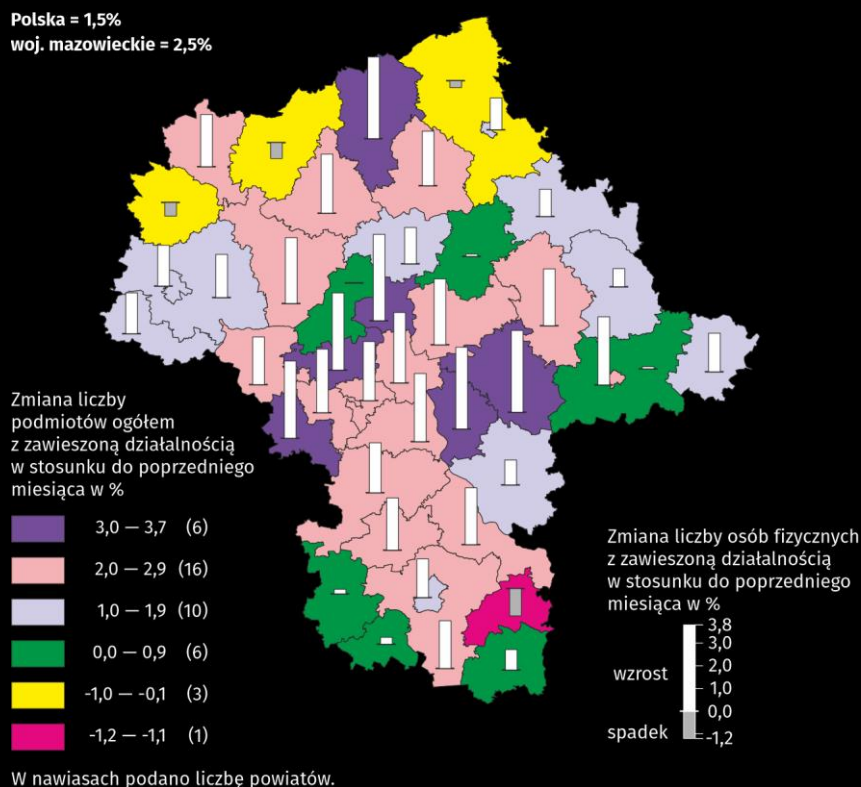 Polska = 1,5%
woj. mazowieckie = 2,5%
Zmiana liczby
podmiotów ogółem
z zawieszoną działalnością
w stosunku do poprzedniego
miesiąca w %
3,0 — 3,7 (6)
2,0 — 2,9 (16)
1,0 — 1,9 (10)
0,0 — 0,9 (6)
-1,0 — -0,1 (3)
-1,2 — -1,1 (1)
W nawiasach podano liczbę powiatów.
Zmiana liczby osób fizycznych
z zawieszoną działalnością
w stosunku do poprzedniego
miesiąca w %
3,8
3,0
wzrost
2,0
1,0
0,0
spadek
-1,2